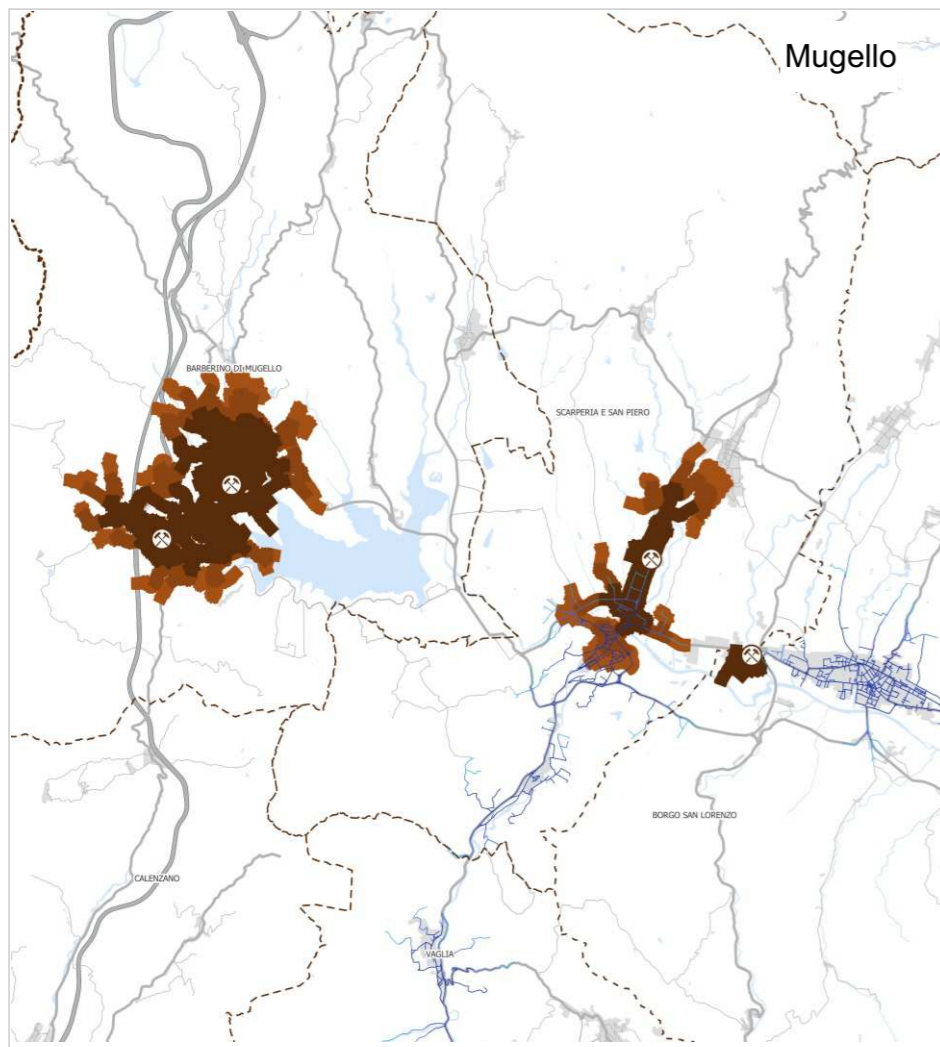 Mugello
BARBERINO DI MUGELLO
SCARPERIA E SAN PIERO
BORGO SAN LORENZO
CALENZANO
VAGLIA